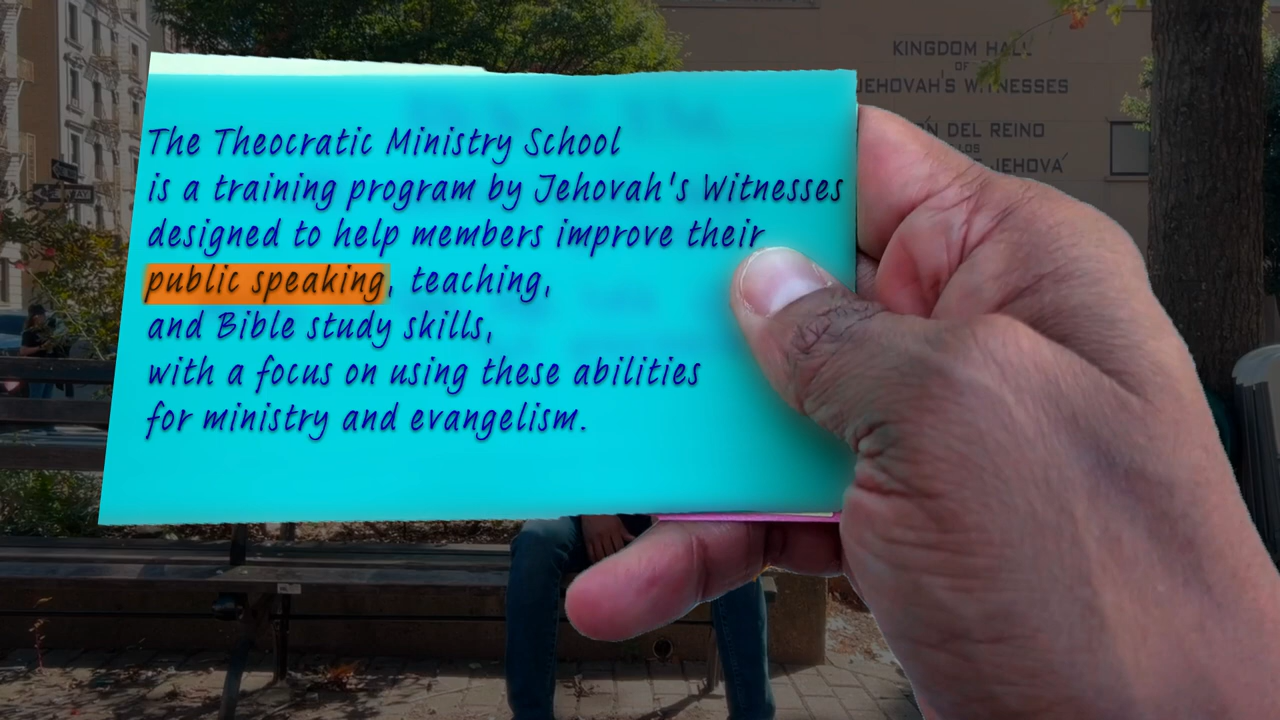 The Theocratic Ministry School
is a training program by Jehovah's Witnesses
designed to help members improve their
public speaking, teaching,
and Bible study skills,
with a focus on using these abilities
for ministry and evangelism.
KINGDOM HALL
OF
JEHOVAH'S WITNESSES
DEL REINO
JEHOVÁ